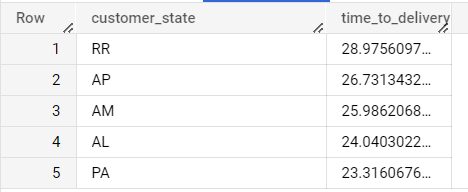 Row customer_state time_to_delivery
1 RR 28.9756097...
2 AP 26.7313432...
3 AM 25.9862068...
4 AL 24.0403022...
5 PA 23.3160676...